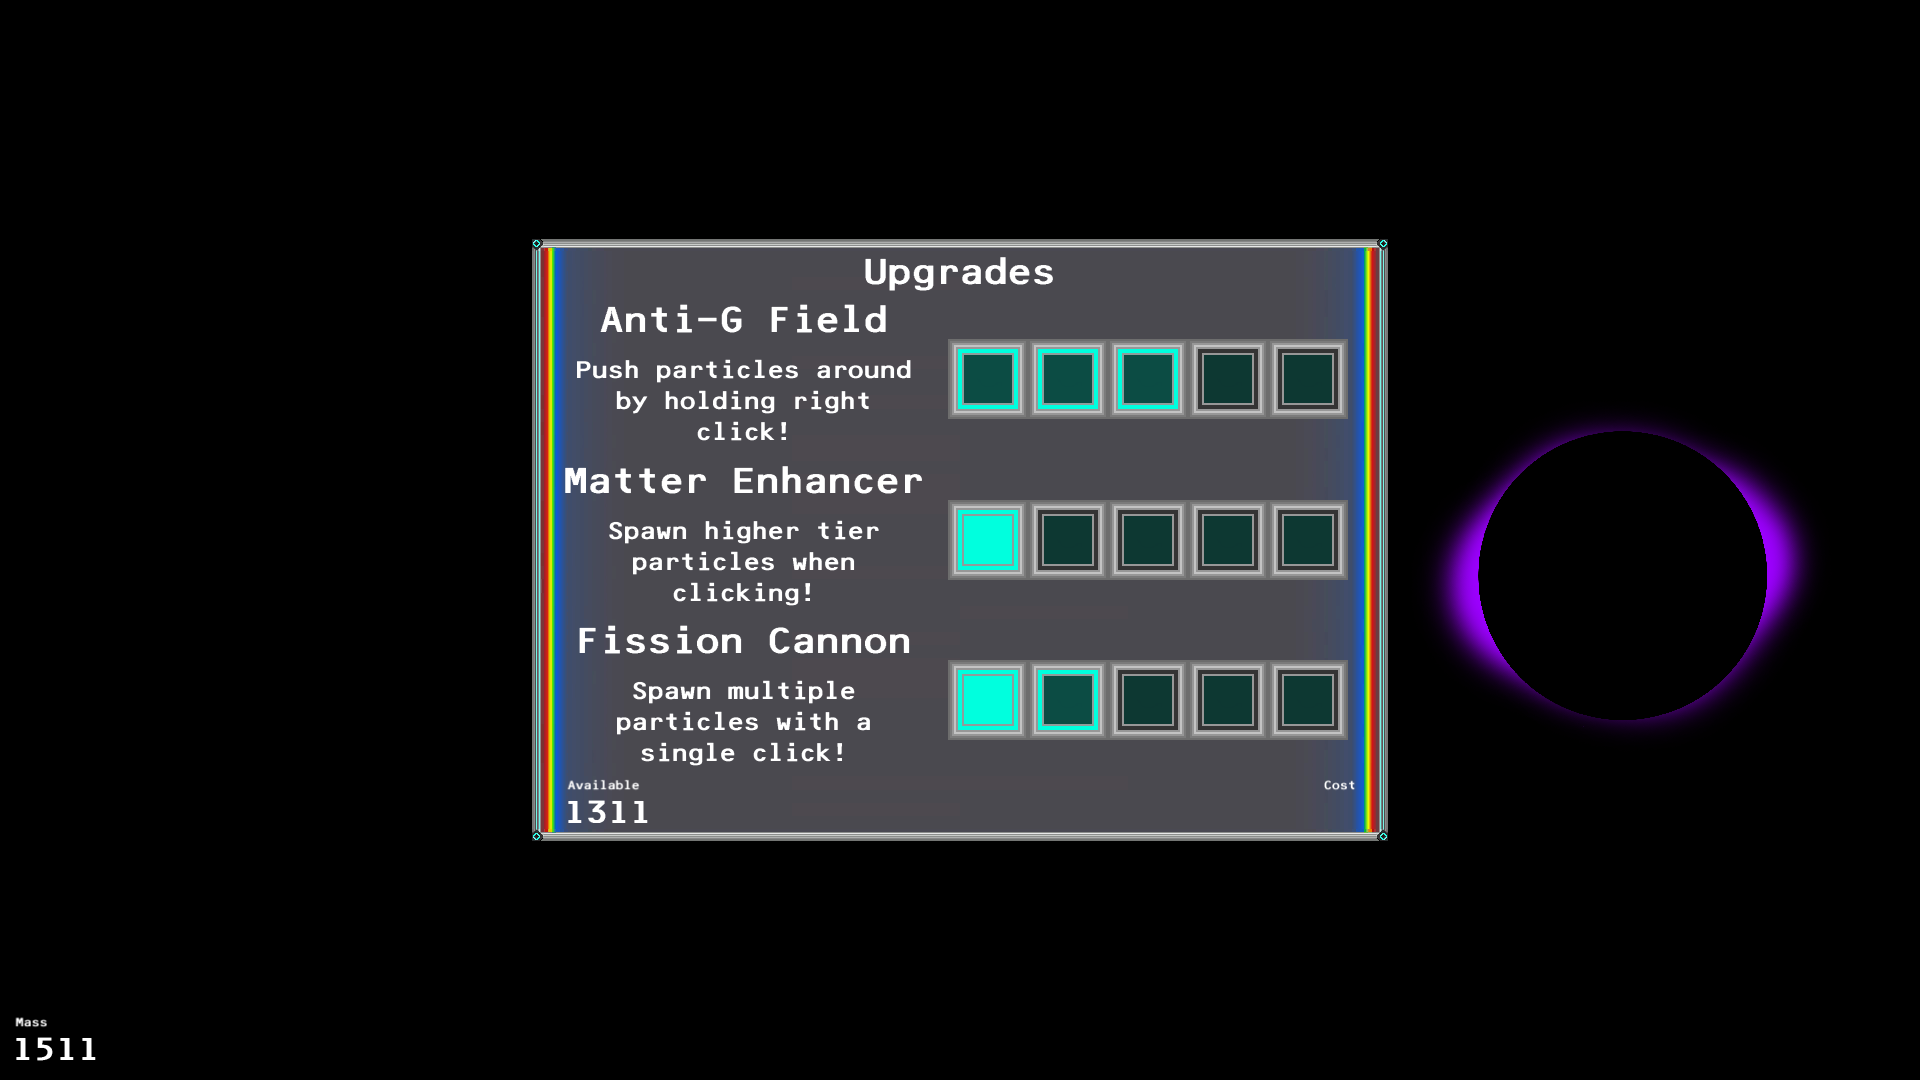 Upgrades
Anti-G Field
Push particles around
by holding right
click!
Matter Enhancer
Spawn higher tier
particles when
clicking!
Fission Cannon
Spawn multiple
particles with a
single click!
Available
1311
Cost
Mass
1511